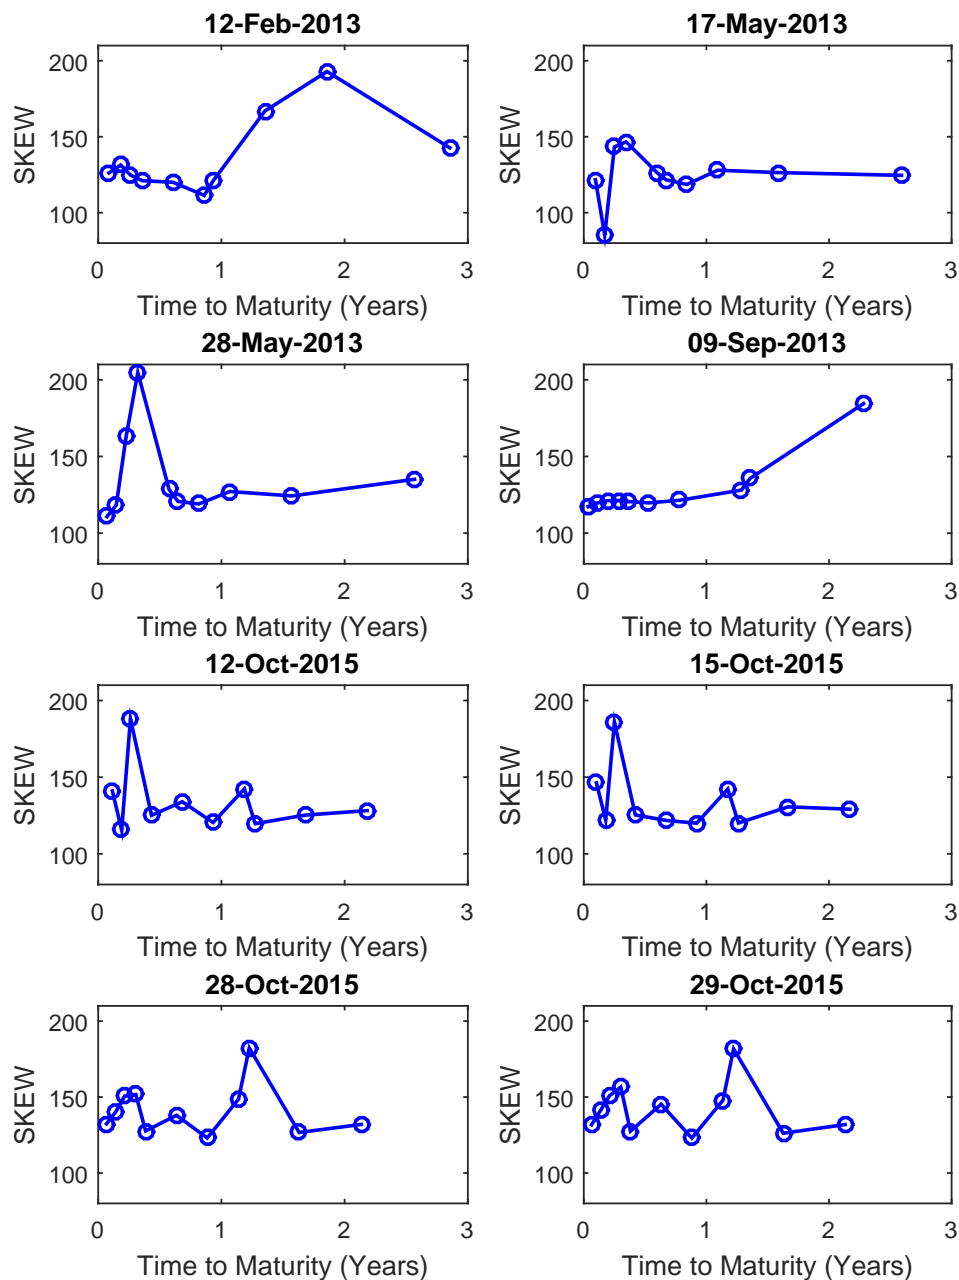 12-Feb-2013
200
150
100
SKEW
0 1 2 3
Time to Maturity (Years)
17-May-2013
200
150
100
SKEW
0 1 2 3
Time to Maturity (Years)
28-May-2013
200
150
100
SKEW
0 1 2 3
Time to Maturity (Years)
09-Sep-2013
200
150
100
SKEW
0 1 2 3
Time to Maturity (Years)
12-Oct-2015
200
150
100
SKEW
0 1 2 3
Time to Maturity (Years)
15-Oct-2015
200
150
100
SKEW
0 1 2 3
Time to Maturity (Years)
28-Oct-2015
200
150
100
SKEW
0 1 2 3
Time to Maturity (Years)
29-Oct-2015
200
150
100
SKEW
0 1 2 3
Time to Maturity (Years)